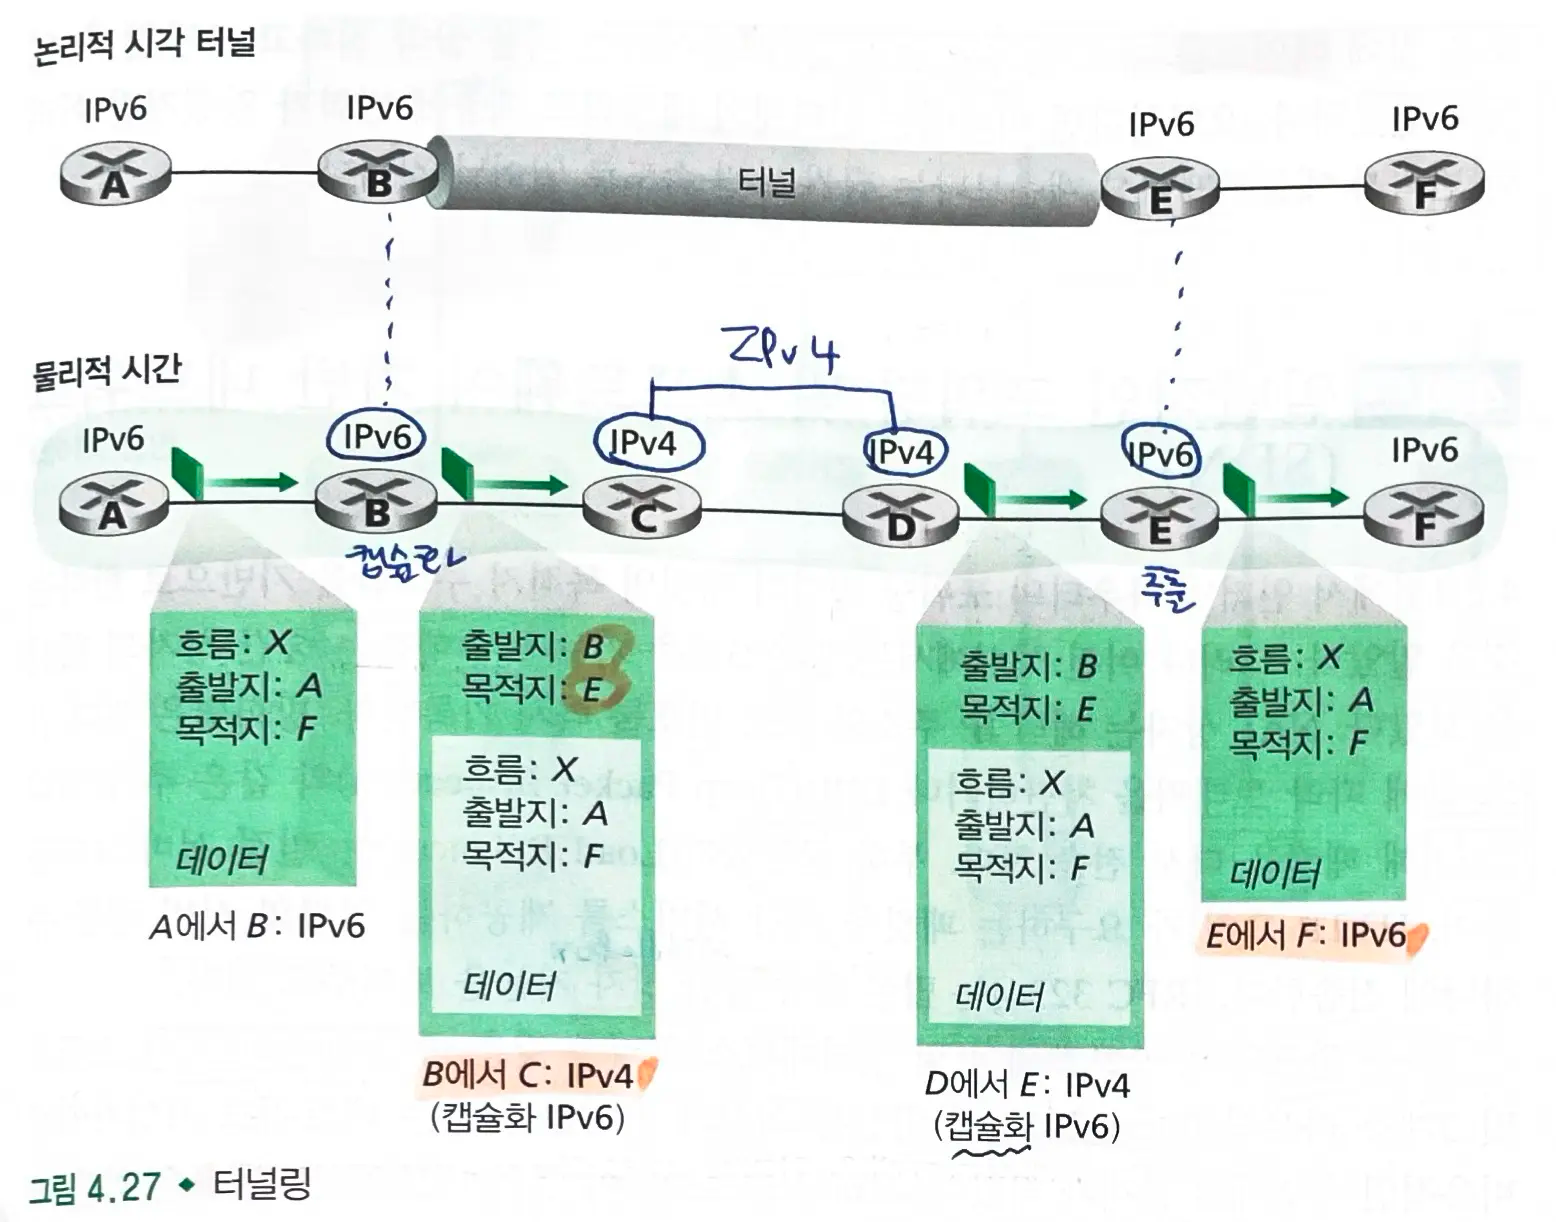 논리적 시각 터널
IPv6
IPv6
IPv6
IPv6
A
B
터널
E
F
IPv4
물리적 시간
IPv6
IPv6
IPv4
IPv4
IPv6
IPv6
A
B
C
D
E
F
캡슐화
추출
흐름: X
출발지: A
목적지: F
데이터
A에서 B: IPv6
출발지: B
목적지: E
흐름: X
출발지: A
목적지: F
데이터
B에서 C: IPv4
(캡슐화 IPv6)
출발지: B
목적지: E
흐름: X
출발지: A
목적지: F
데이터
D에서 E: IPv4
(캡슐화 IPv6)
흐름: X
출발지: A
목적지: F
데이터
E에서 F: IPv6
그림 4.27 ◆ 터널링